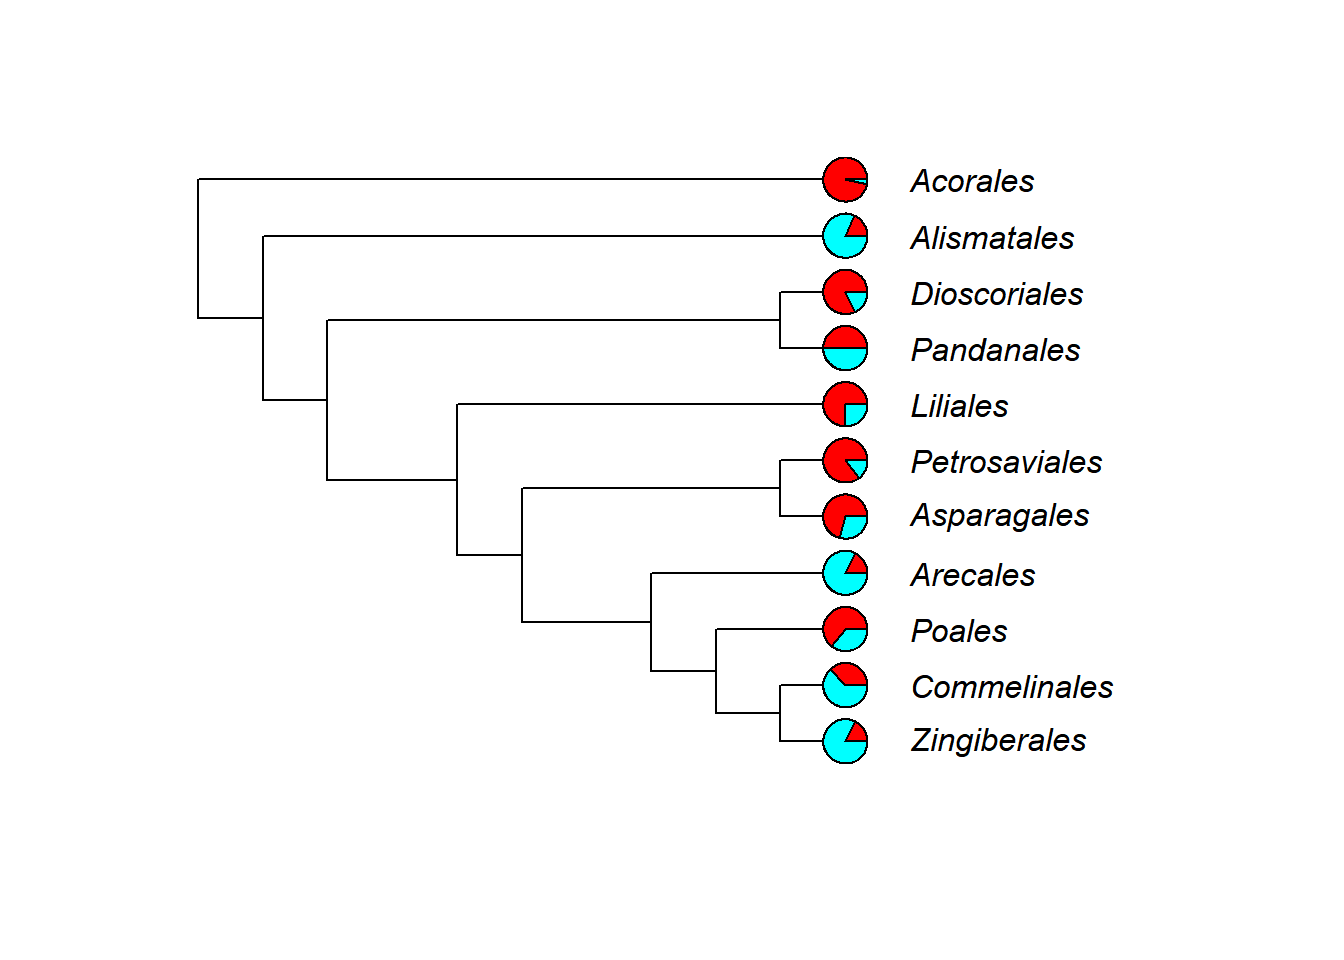 Acorales
Alismatales
Dioscoriales
Pandanales
Liliales
Petrosaviales
Asparagales
Arecales
Poales
Commelinales
Zingiberales